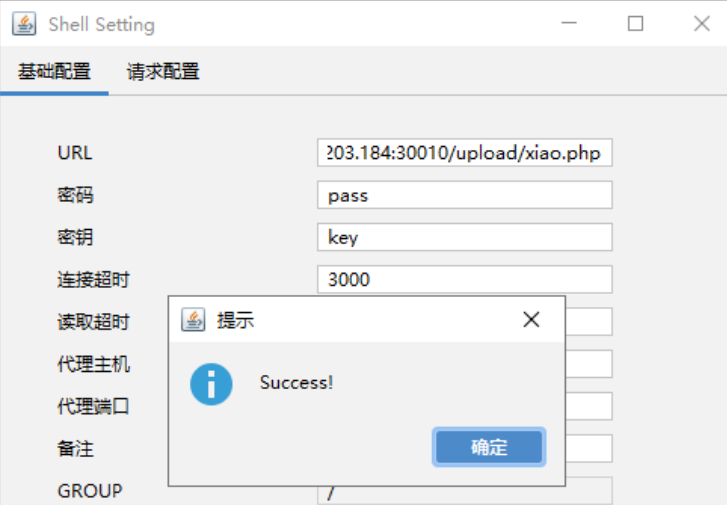 Shell Setting
基础配置 请求配置
URL 203.184:30010/upload/xiao.php
密码 pass
密钥 key
连接超时 3000
读取超时
提示
代理主机
Success!
代理端口
备注
确定
GROUP /